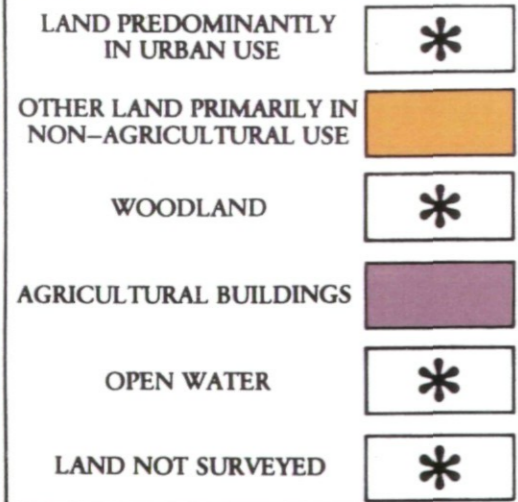 LAND PREDOMINANTLY
IN URBAN USE *
OTHER LAND PRIMARILY IN
NON–AGRICULTURAL USE
WOODLAND *
AGRICULTURAL BUILDINGS
OPEN WATER *
LAND NOT SURVEYED *